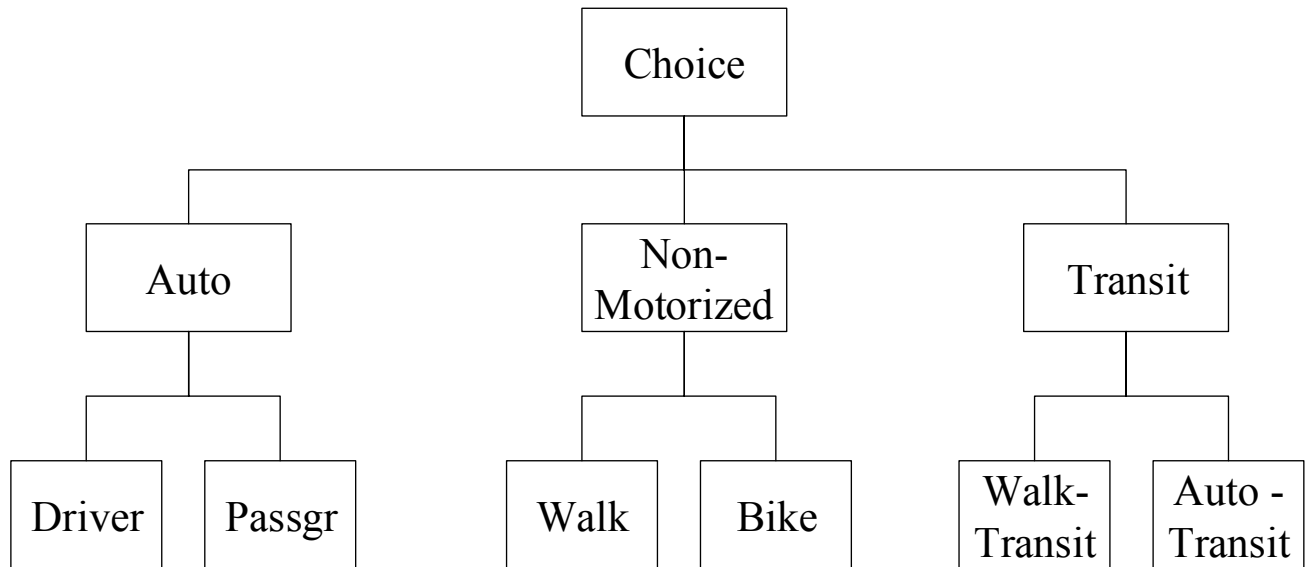 Choice
Auto
Non-
Motorized
Transit
Driver
Passgr
Walk
Bike
Walk-
Transit
Auto -
Transit